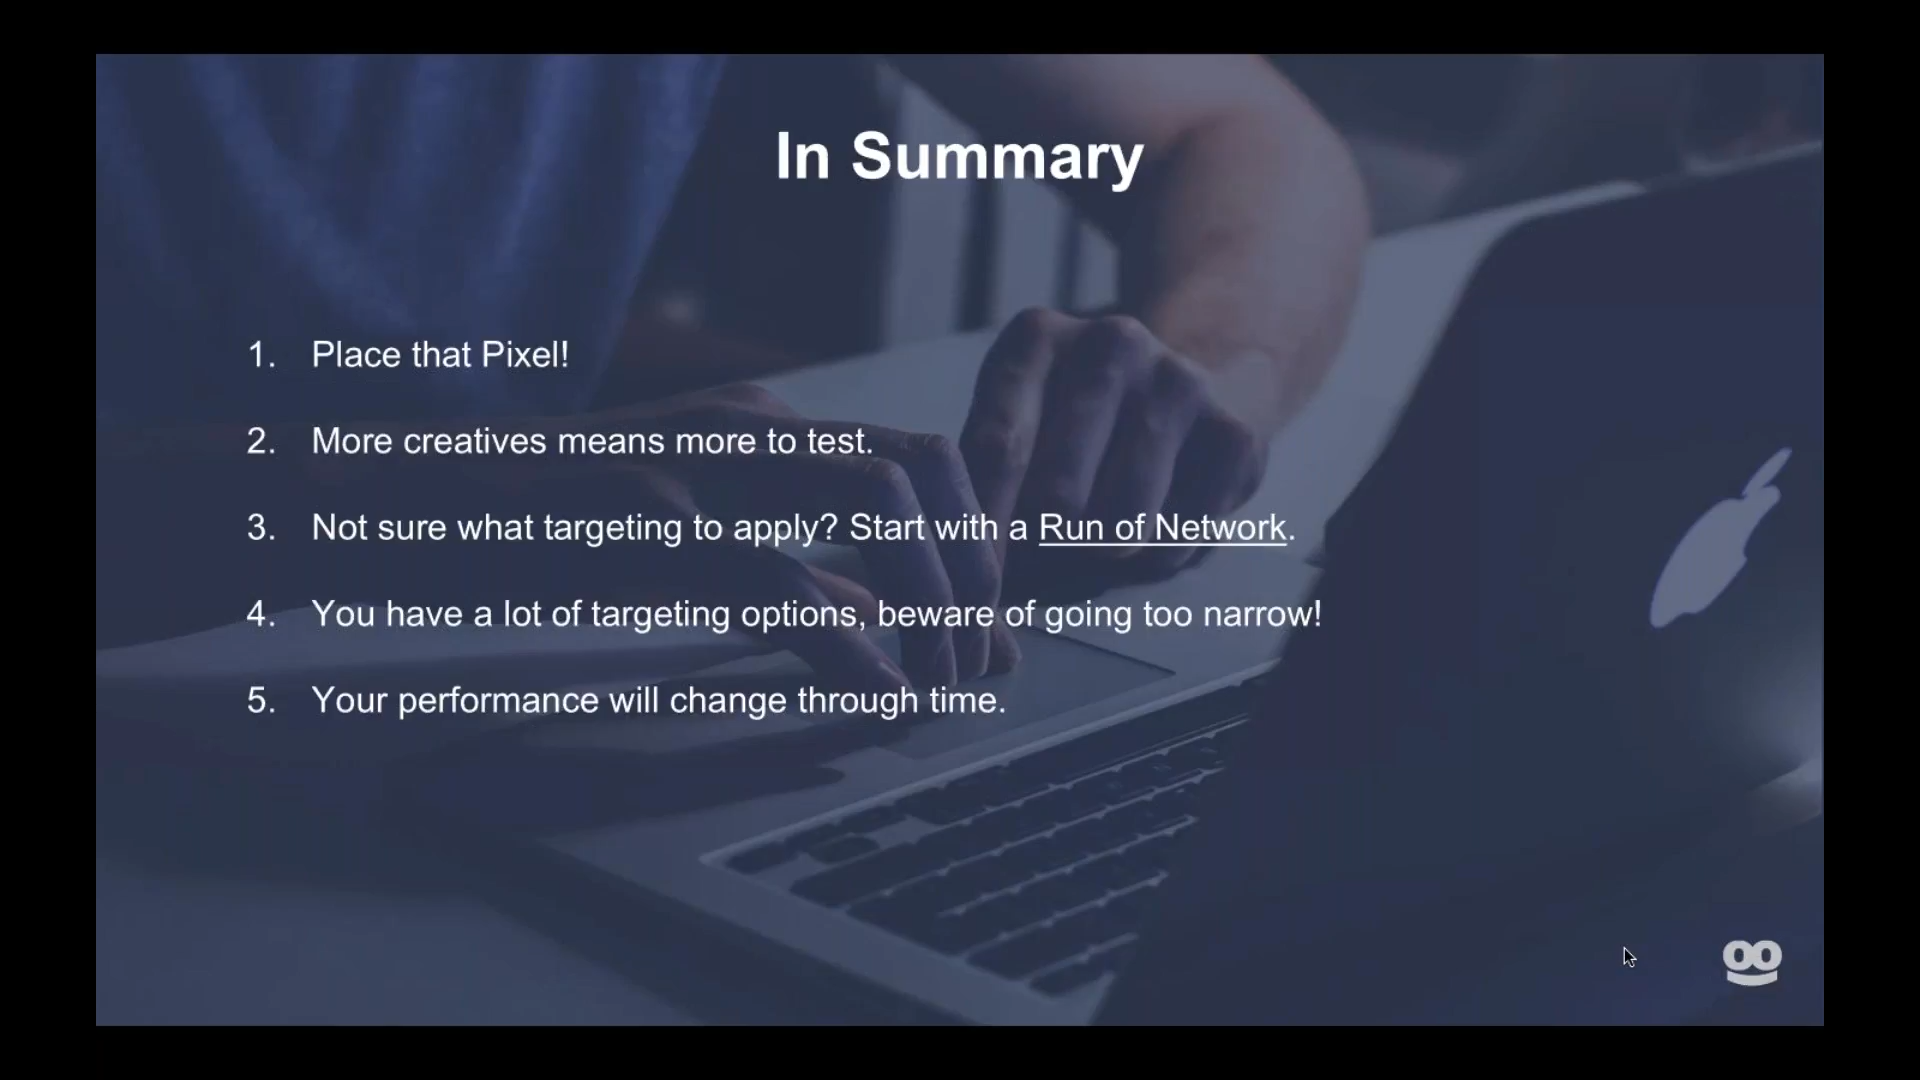 In Summary
1. Place that Pixel!
2. More creatives means more to test.
3. Not sure what targeting to apply? Start with a Run of Network.
4. You have a lot of targeting options, beware of going too narrow!
5. Your performance will change through time.